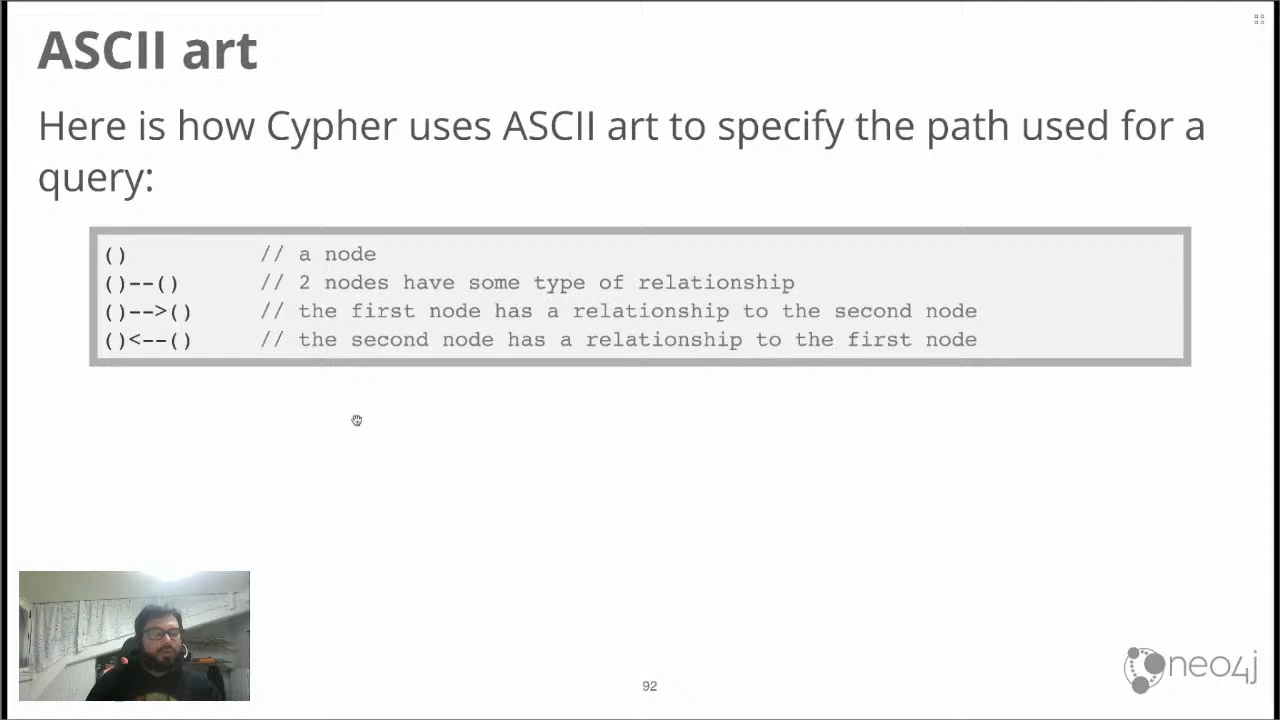 ASCII art
Here is how Cypher uses ASCII art to specify the path used for a
query:
() // a node
()--() // 2 nodes have some type of relationship
()-->() // the first node has a relationship to the second node
()<--() // the second node has a relationship to the first node
92
neo4j